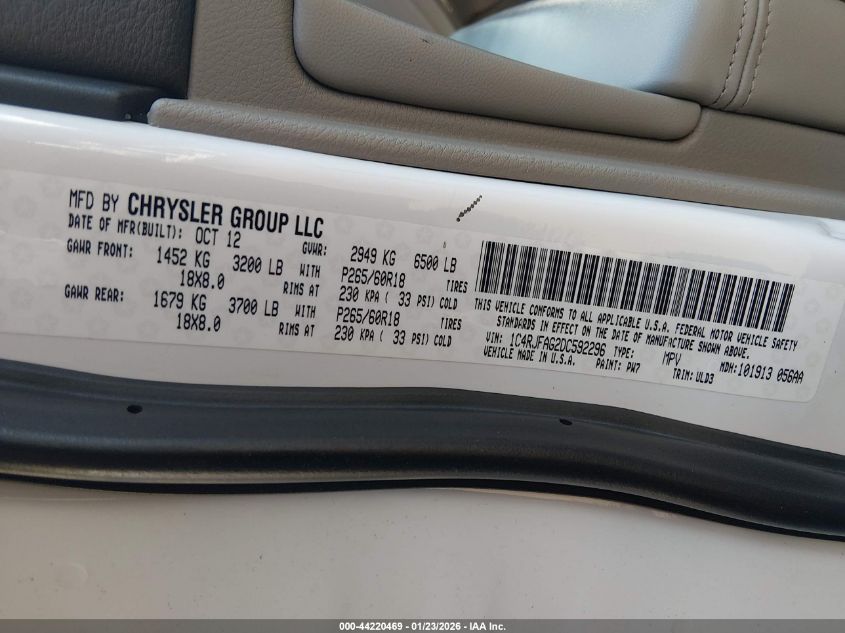 MFD BY CHRYSLER GROUP LLC
DATE OF MFR(BUILT): OCT 12 GVWR: 2949 KG 6500 LB
GAWR FRONT: 1452 KG 3200 LB WITH P265/60R18 TIRES
18X8.0 RIMS AT 230 KPA ( 33 PSI) COLD
GAWR REAR: 1679 KG 3700 LB WITH P265/60R18 TIRES
18X8.0 RIMS AT 230 KPA ( 33 PSI) COLD
THIS VEHICLE CONFORMS TO ALL APPLICABLE U.S.A. FEDERAL MOTOR VEHICLE SAFETY
STANDARDS IN EFFECT ON THE DATE OF MANUFACTURE SHOWN ABOVE.
VIN: 1C4RJFAG2DC592296 TYPE: MPV MDH:101913 056AA
VEHICLE MADE IN U.S.A. PAINT: PW7 TRIM: ULD3
000-44220469 - 01/23/2026 - IAA Inc.